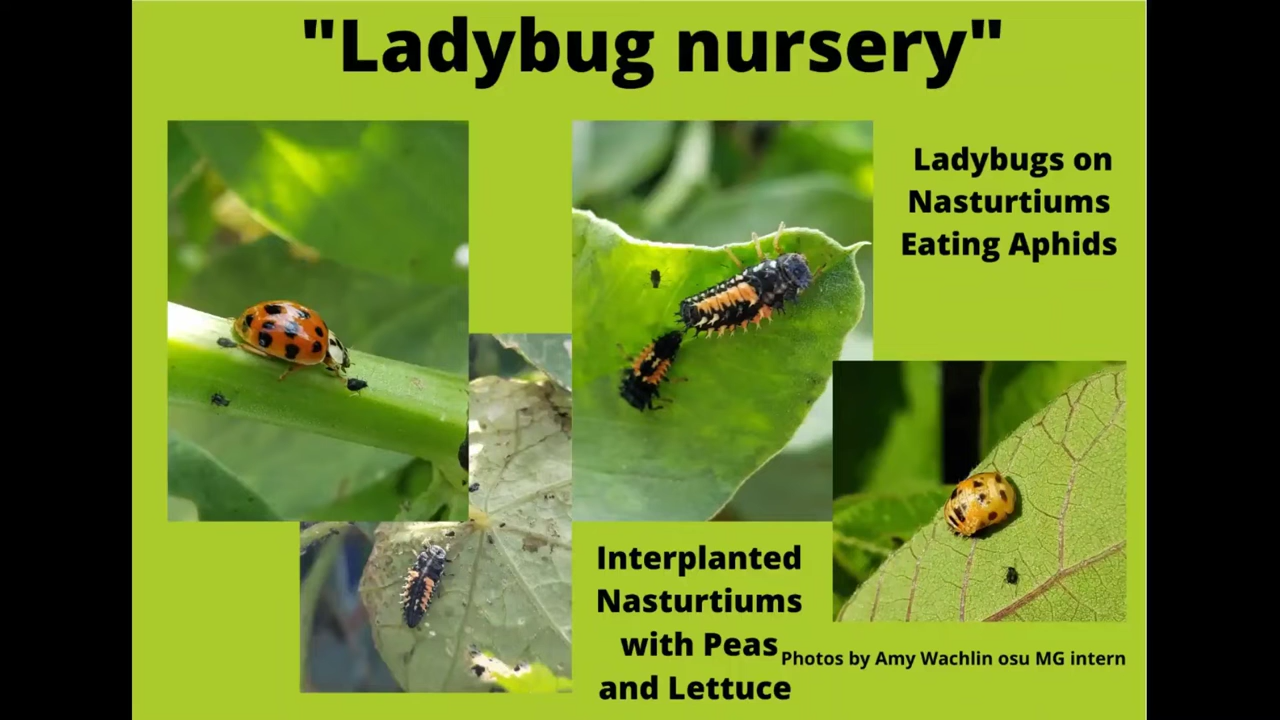 "Ladybug nursery"
Ladybugs on
Nasturtiums
Eating Aphids
Interplanted
Nasturtiums
with Peas
and Lettuce
Photos by Amy Wachlin osu MG intern